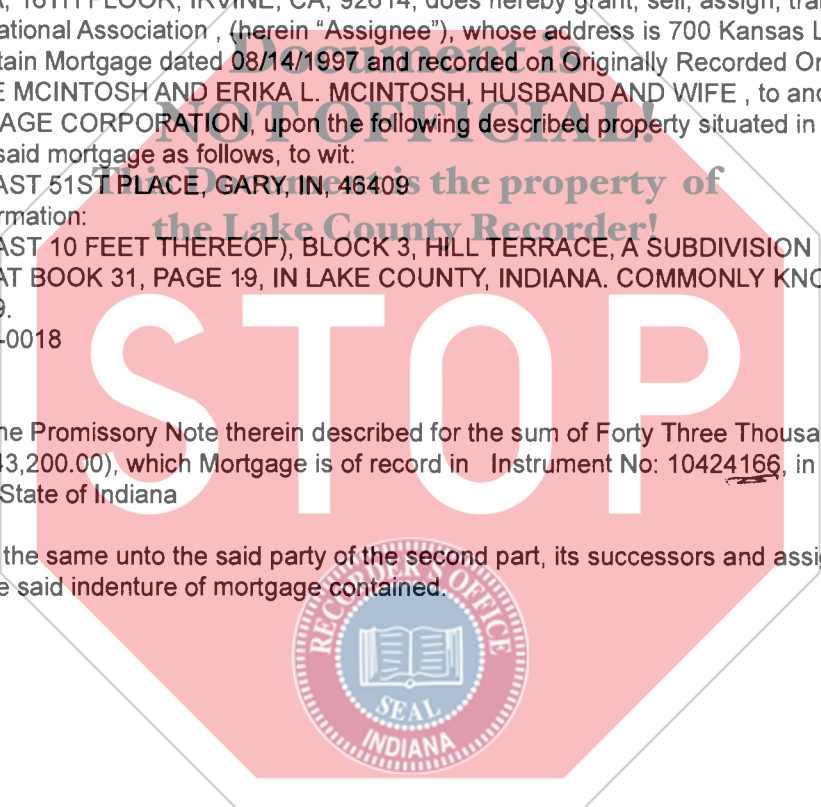 16TH FLOOR, IRVINE, CA, 92614, does hereby grant, sell, assign,
ational Association , (herein “Assignee”), whose address is 700 Kansas L
Document is
tain Mortgage dated 08/14/1997 and recorded on Originally Recorded
E MCINTOSH AND ERIKA L. MCINTOSH, HUSBAND AND WIFE , to
NOT OFFICIAL!
AGE CORPORATION, upon the following described property situated in
said mortgage as follows, to wit:
This Document is the property of
AST 51ST PLACE, GARY, IN, 46409
rmation:
the Lake County Recorder!
AST 10 FEET THEREOF), BLOCK 3, HILL TERRACE, A SUBDIVISION
AT BOOK 31, PAGE 19, IN LAKE COUNTY, INDIANA. COMMONLY KNO
9.
-0018
STOP
ne Promissory Note therein described for the sum of Forty Three Thousa
43,200.00), which Mortgage is of record in Instrument No: 10424166, in
State of Indiana
the same unto the said party of the second part, its successors and assig
e said indenture of mortgage contained.
RECORDER'S OFFICE
SEAL
INDIANA